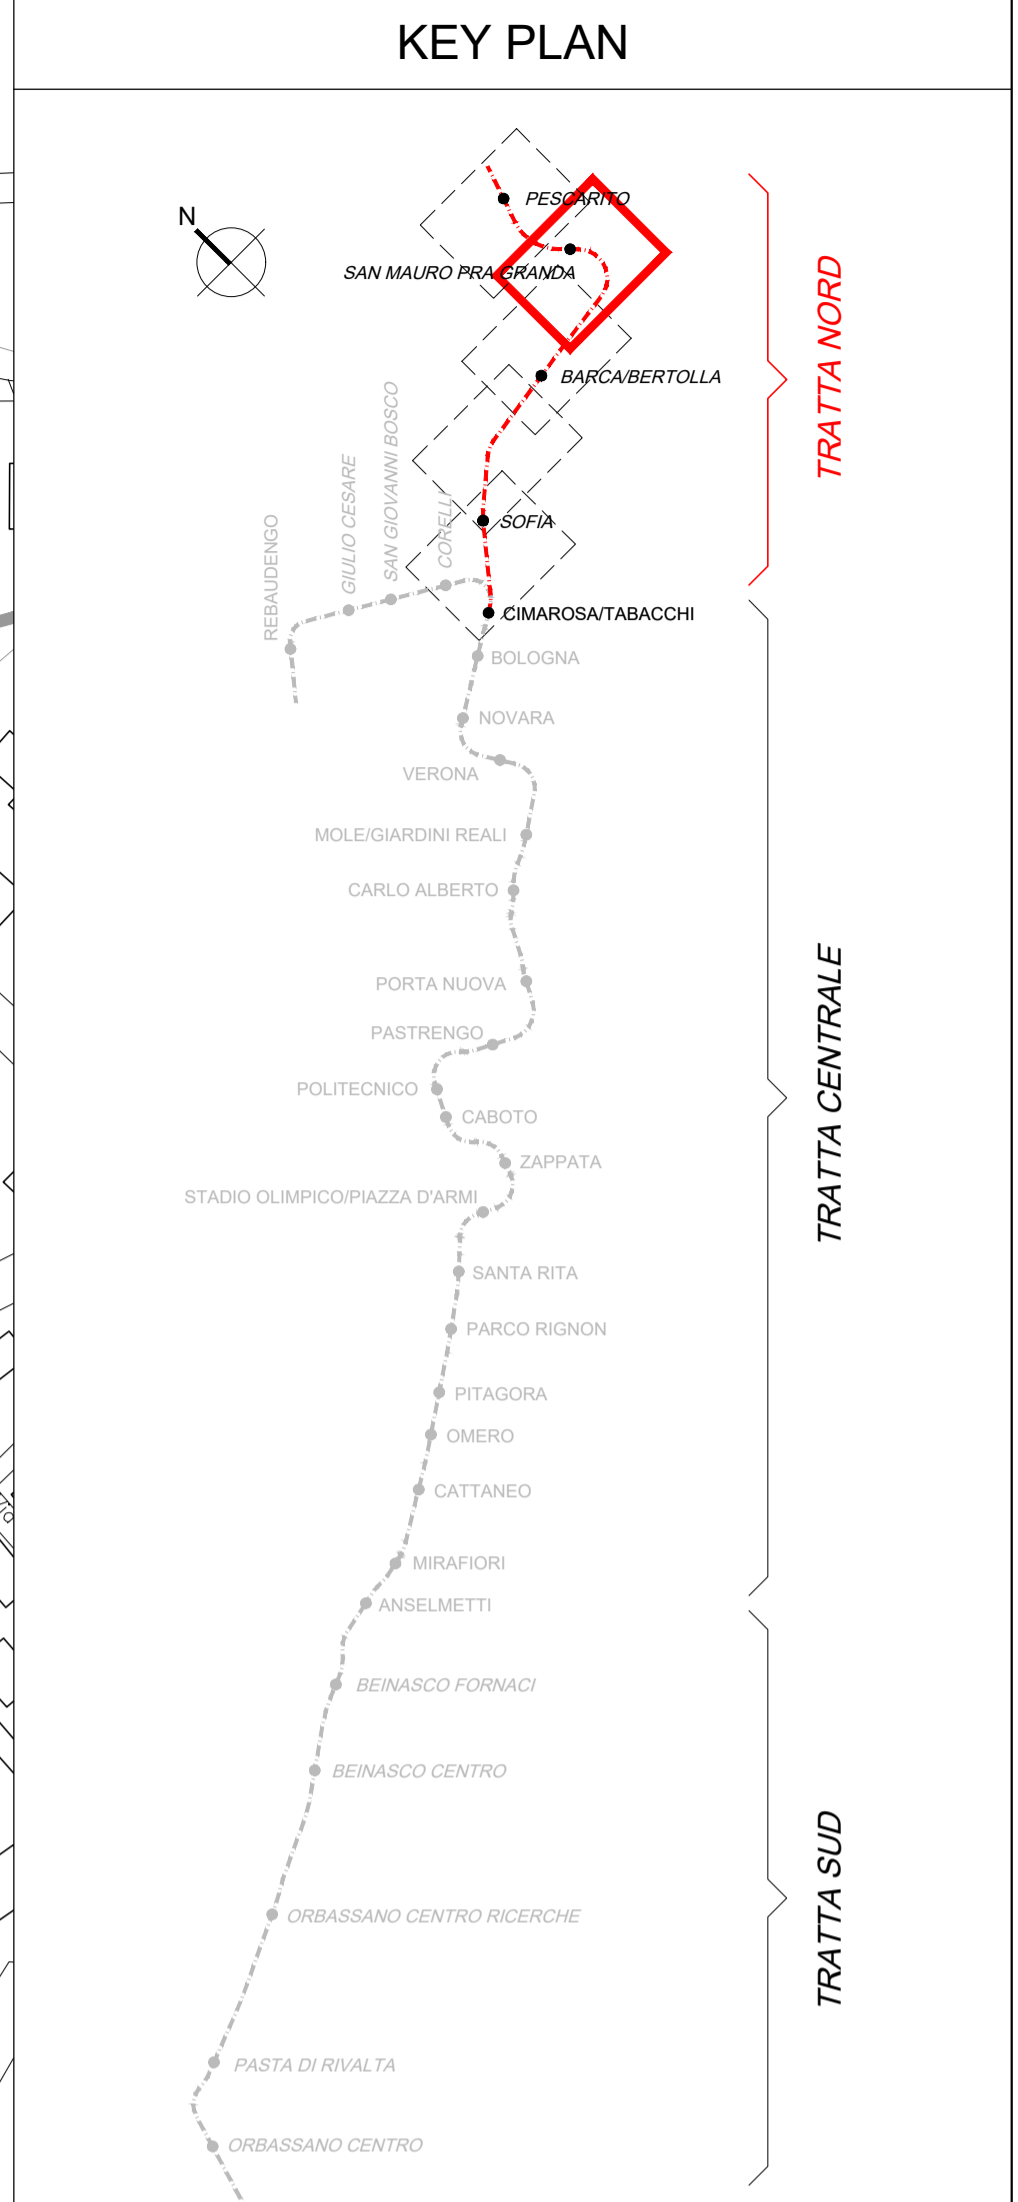 KEY PLAN
N
PESCARITO
SAN MAURO PRA GRANDA
BARCA/BERTOLLA
SOFIA
CIMAROSA/TABACCHI
REBAUDENGO
GIULIO CESARE
SAN GIOVANNI BOSCO
CORELLI
BOLOGNA
NOVARA
VERONA
MOLE/GIARDINI REALI
CARLO ALBERTO
PORTA NUOVA
PASTRENGO
POLITECNICO
CABOTO
ZAPPATA
STADIO OLIMPICO/PIAZZA D'ARMI
SANTA RITA
PARCO RIGNON
PITAGORA
OMERO
CATTANEO
MIRAFIORI
ANSELMETTI
BEINASCO FORNACI
BEINASCO CENTRO
ORBASSANO CENTRO RICERCHE
PASTA DI RIVALTA
ORBASSANO CENTRO
TRATTA NORD
TRATTA CENTRALE
TRATTA SUD